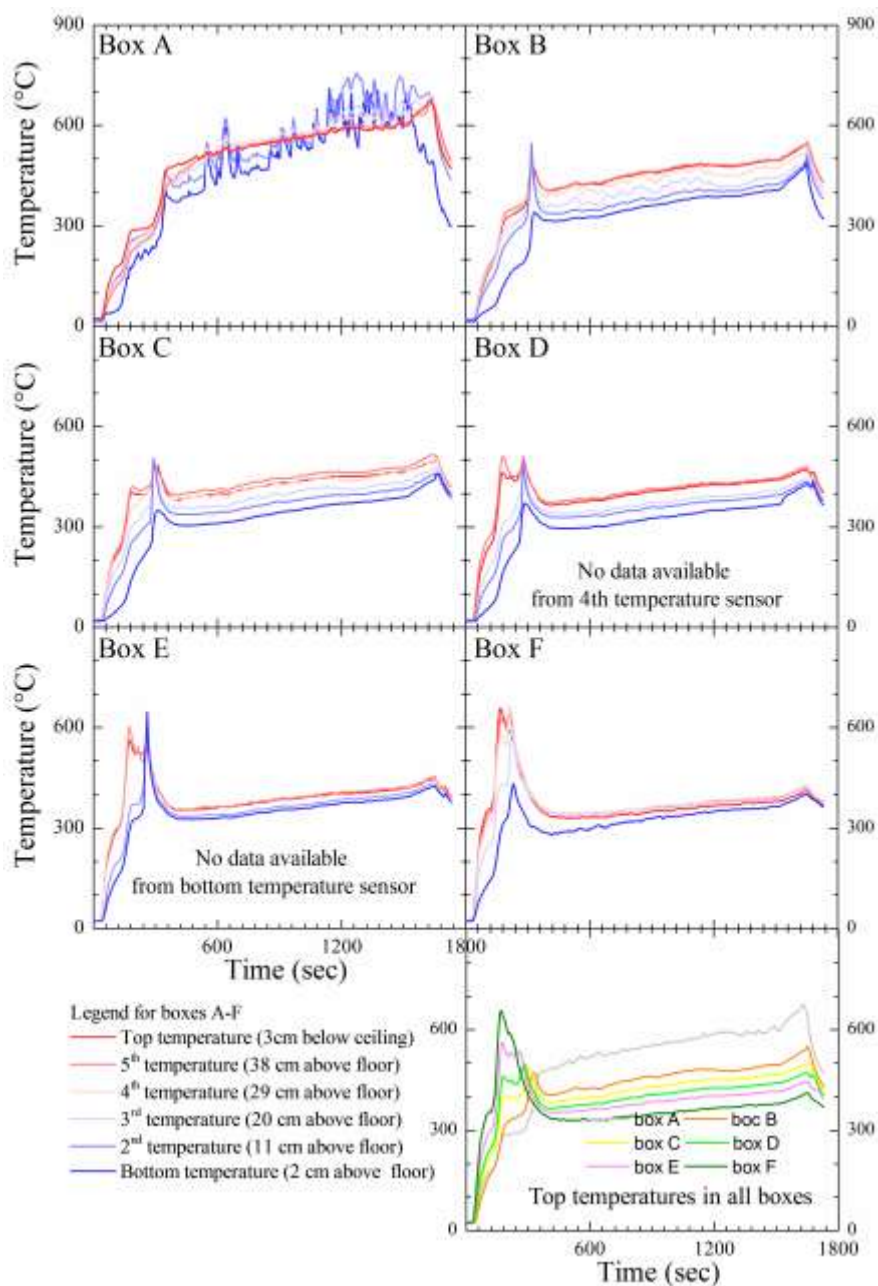 900
900
Box A
Box B
Temperature (°C)
600
600
300
300
0
0
Box C
Box D
Temperature (°C)
600
600
300
300
No data available
from 4th temperature sensor
0
0
Box E
Box F
Temperature (°C)
600
600
300
300
No data available
from bottom temperature sensor
0
0
600
1200
1800
Time (sec)
Legend for boxes A-F
Top temperature (3cm below ceiling)
5th temperature (38 cm above floor)
4th temperature (29 cm above floor)
3rd temperature (20 cm above floor)
2nd temperature (11 cm above floor)
Bottom temperature (2 cm above floor)
600
600
300
300
box A
boc B
box C
box D
box E
box F
Top temperatures in all boxes
0
0
600
1200
1800
Time (sec)